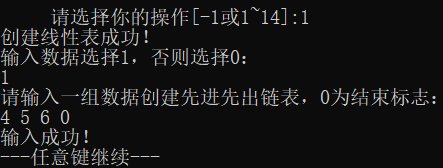 请选择你的操作[-1或1~14]:1
创建线性表成功!
输入数据选择1, 否则选择0:
1
请输入一组数据创建先进先出链表, 0为结束标志:
4 5 6 0
输入成功!
---任意键继续---